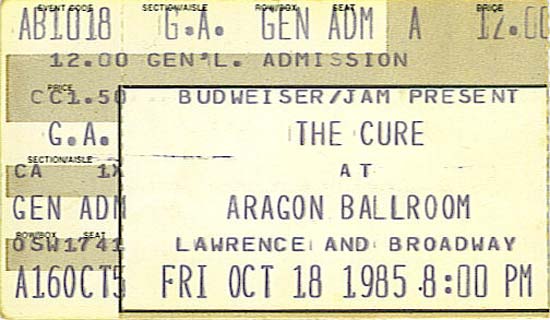 EVENT CODE SECTION/AISLE ROW/BOX SEAT PRICE
AB1018 G.A. GEN ADM A 12.00
12.00 GEN'L. ADMISSION
PRICE
CC1.50 BUDWEISER/JAM PRESENT
G.A. THE CURE
SECTION/AISLE
CA 1X AT
GEN ADM ARAGON BALLROOM
ROW/BOX SEAT
OSW1741 LAWRENCE AND BROADWAY
A16OCT5 FRI OCT 18 1985 8:00 PM